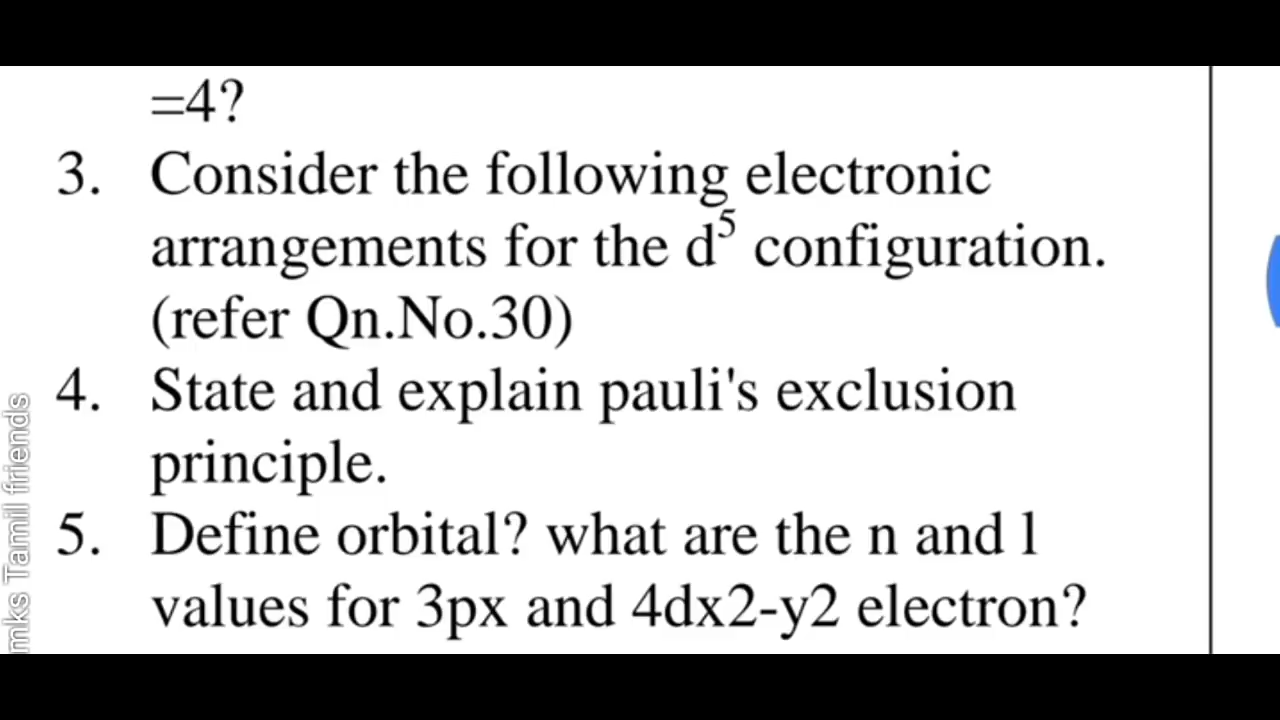 =4?
3. Consider the following electronic
arrangements for the d⁵ configuration.
(refer Qn.No.30)
4. State and explain pauli's exclusion
principle.
5. Define orbital? what are the n and l
values for 3px and 4dx2-y2 electron?
mks Tamil friends